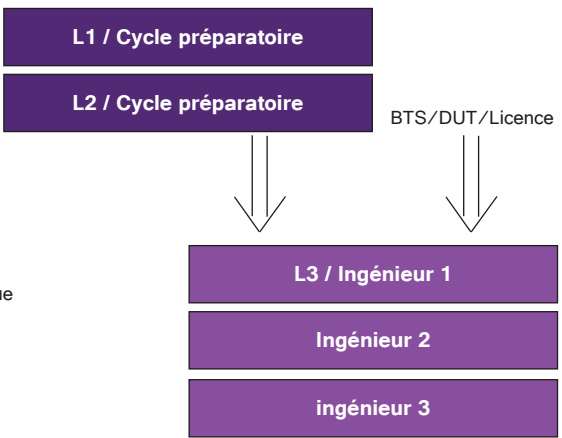 L1 / Cycle préparatoire
L2 / Cycle préparatoire
BTS/DUT/Licence
L3 / Ingénieur 1
Ingénieur 2
ingénieur 3